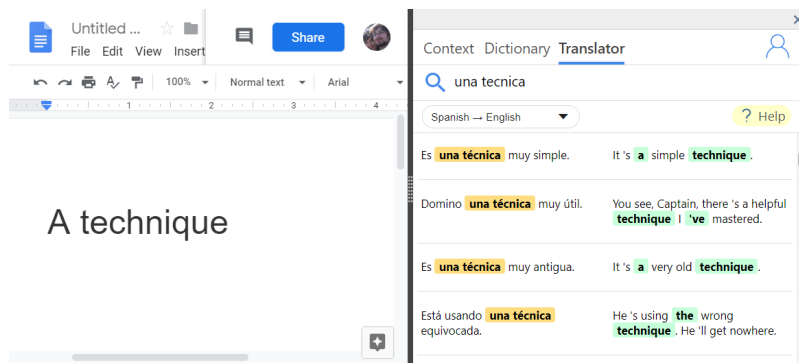 Untitled ...
File Edit View Insert
Share
100% Normal text Arial
1 2 3 4
A technique
Context Dictionary Translator
una tecnica
Spanish → English
? Help
Es una técnica muy simple. It 's a simple technique .
Domino una técnica muy útil. You see, Captain, there 's a helpful
technique I 've mastered.
Es una técnica muy antigua. It 's a very old technique .
Está usando una técnica He 's using the wrong
equivocada. technique . He 'll get nowhere.